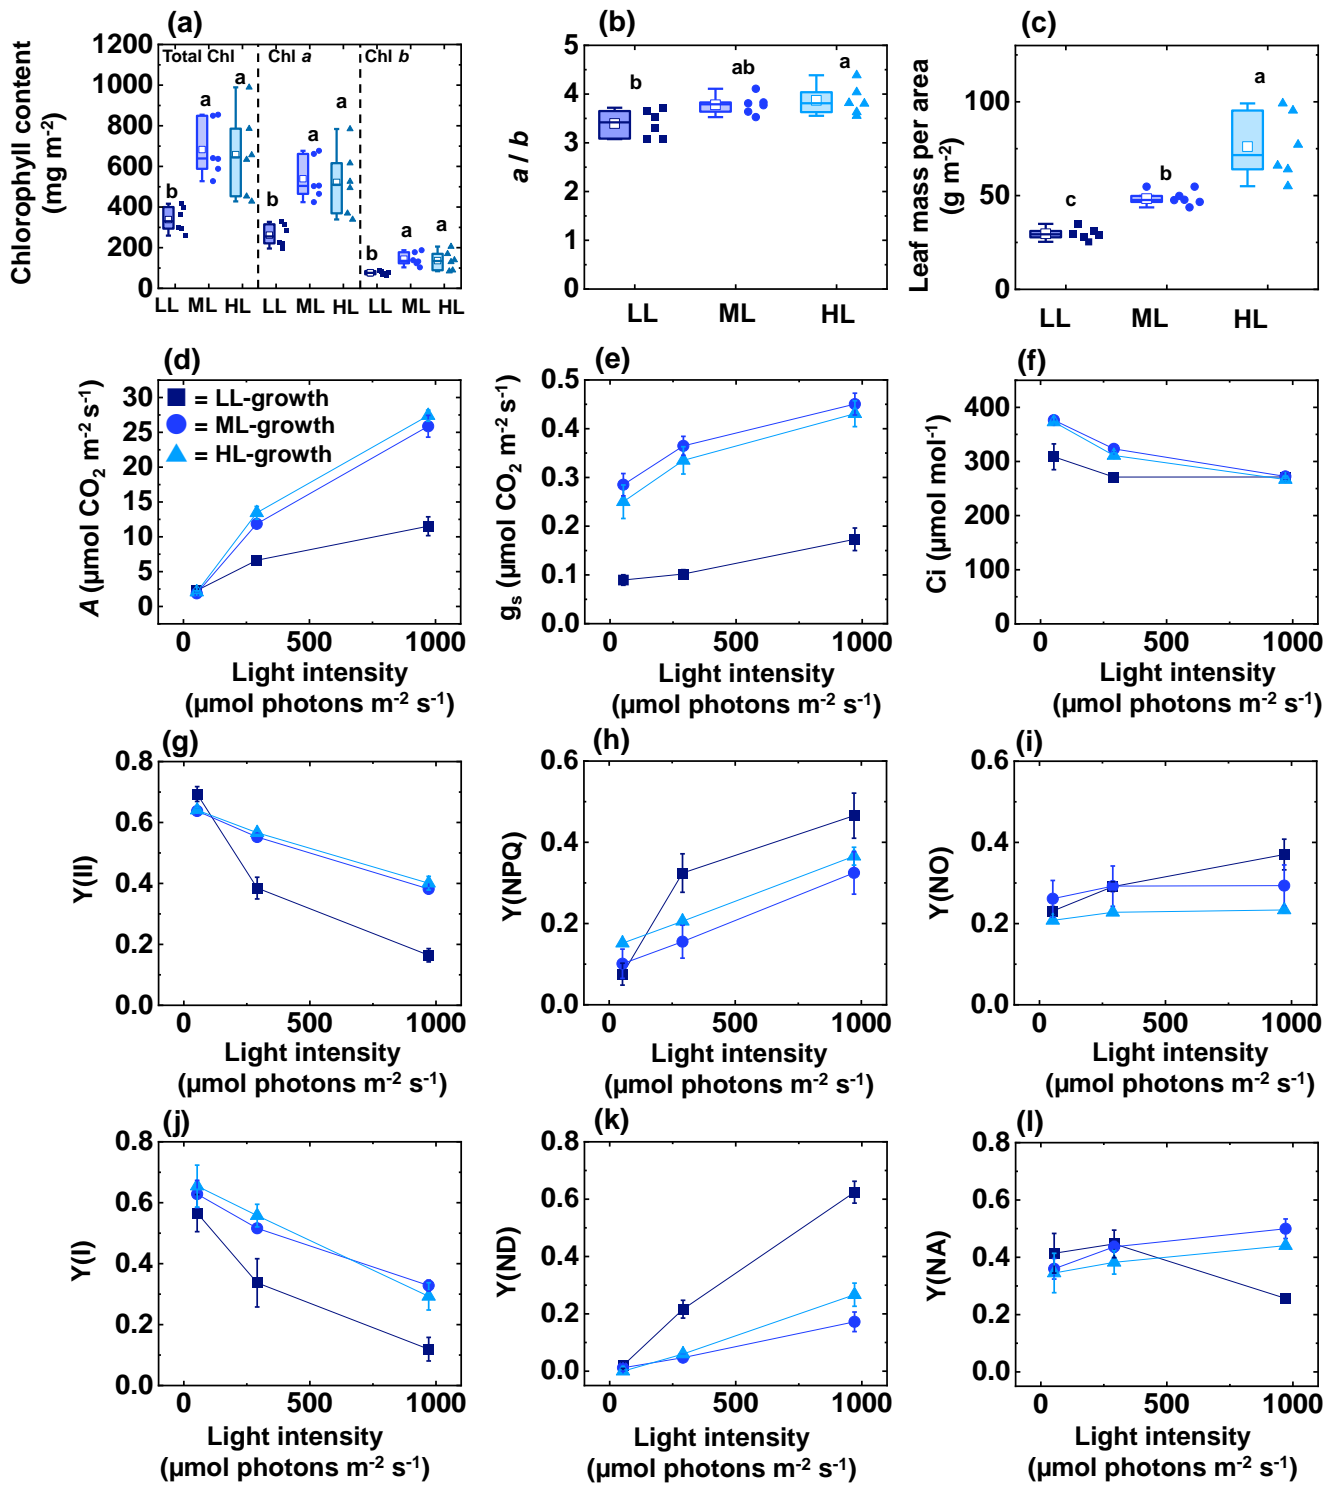 (a)
Chlorophyll content
(mg m⁻²)
1200
1000
800
600
400
200
0
Total Chl
Chl a
Chl b
b
a
a
b
a
a
b
a
a
LL
ML
HL
LL
ML
HL
LL
ML
HL
(b)
a / b
5
4
3
2
1
0
b
ab
a
LL
ML
HL
(c)
Leaf mass per area
(g m⁻²)
100
50
0
c
b
a
LL
ML
HL
(d)
A (µmol CO₂ m⁻² s⁻¹)
30
25
20
15
10
5
0
= LL-growth
= ML-growth
= HL-growth
0
500
1000
Light intensity
(µmol photons m⁻² s⁻¹)
(e)
gₛ (µmol CO₂ m⁻² s⁻¹)
0.5
0.4
0.3
0.2
0.1
0.0
0
500
1000
Light intensity
(µmol photons m⁻² s⁻¹)
(f)
Ci (µmol mol⁻¹)
400
300
200
100
0
0
500
1000
Light intensity
(µmol photons m⁻² s⁻¹)
(g)
Y(II)
0.8
0.6
0.4
0.2
0.0
0
500
1000
Light intensity
(µmol photons m⁻² s⁻¹)
(h)
Y(NPQ)
0.6
0.4
0.2
0.0
0
500
1000
Light intensity
(µmol photons m⁻² s⁻¹)
(i)
Y(NO)
0.6
0.4
0.2
0.0
0
500
1000
Light intensity
(µmol photons m⁻² s⁻¹)
(j)
Y(I)
0.8
0.6
0.4
0.2
0.0
0
500
1000
Light intensity
(µmol photons m⁻² s⁻¹)
(k)
Y(ND)
0.8
0.6
0.4
0.2
0.0
0
500
1000
Light intensity
(µmol photons m⁻² s⁻¹)
(l)
Y(NA)
0.8
0.6
0.4
0.2
0.0
0
500
1000
Light intensity
(µmol photons m⁻² s⁻¹)